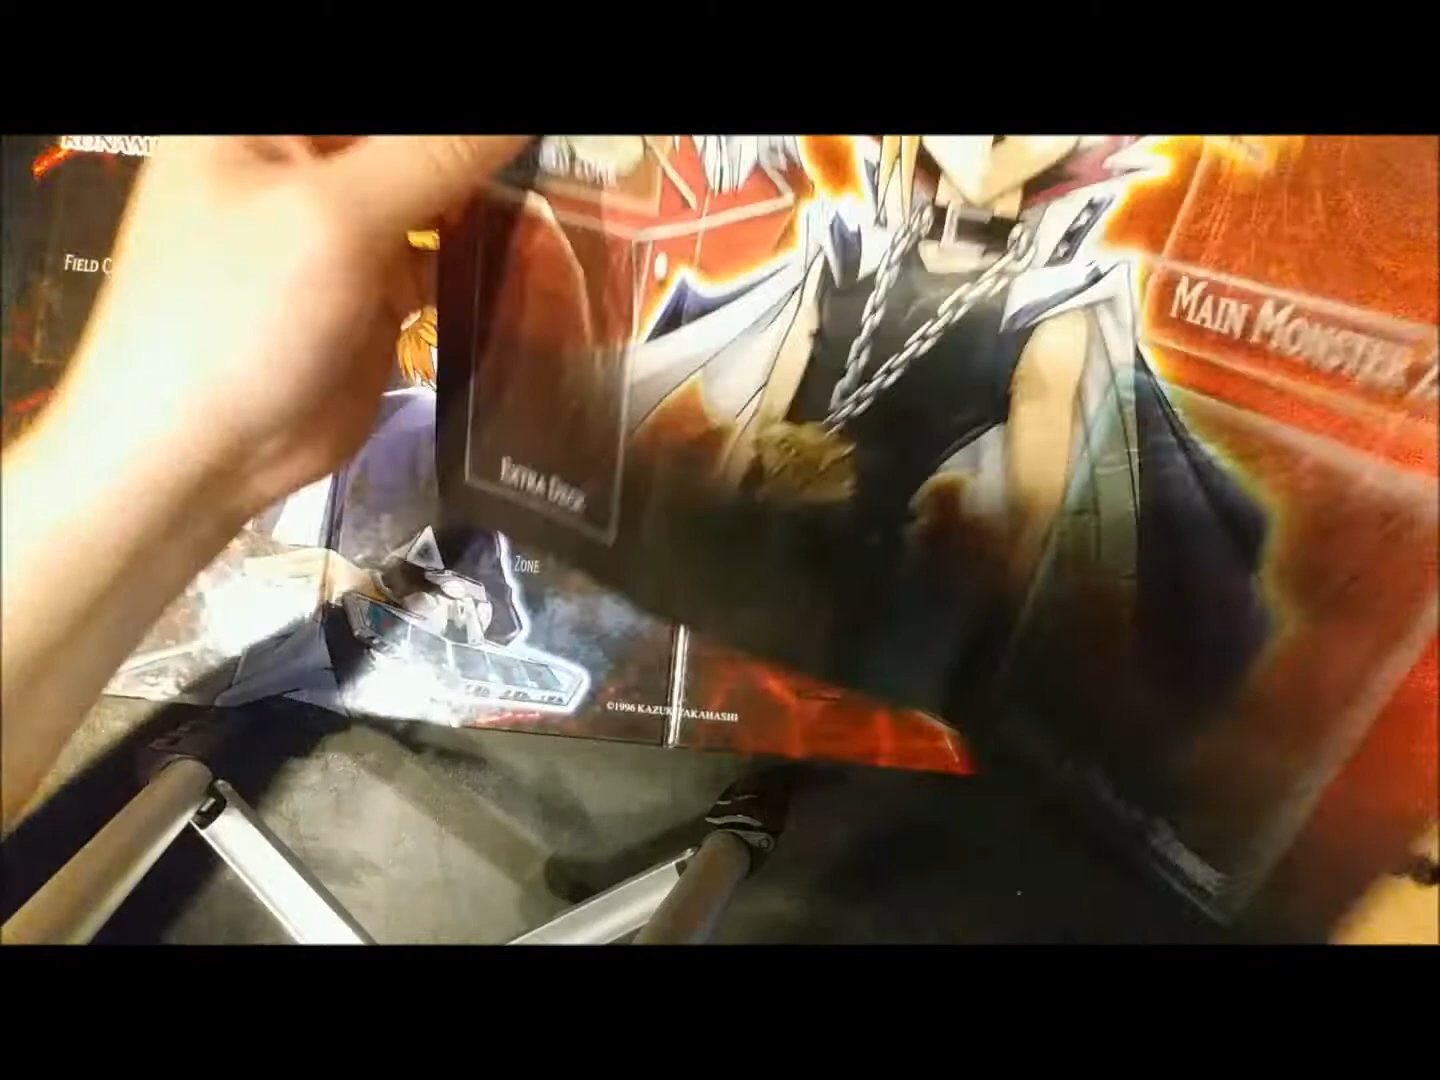 KONAMI
FIELD
MAIN MONSTER
EXTRA DECK
ZONE
©1996 KAZUKI TAKAHASHI